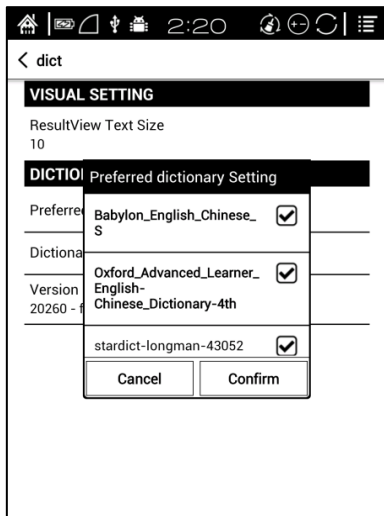 2:20
dict
VISUAL SETTING
ResultView Text Size
10
DICTIO
Preferred dictionary Setting
Preferre
Babylon_English_Chinese_
S
Dictiona
Oxford_Advanced_Learner_
English-
Chinese_Dictionary-4th
Version
20260 - f
stardict-longman-43052
Cancel
Confirm